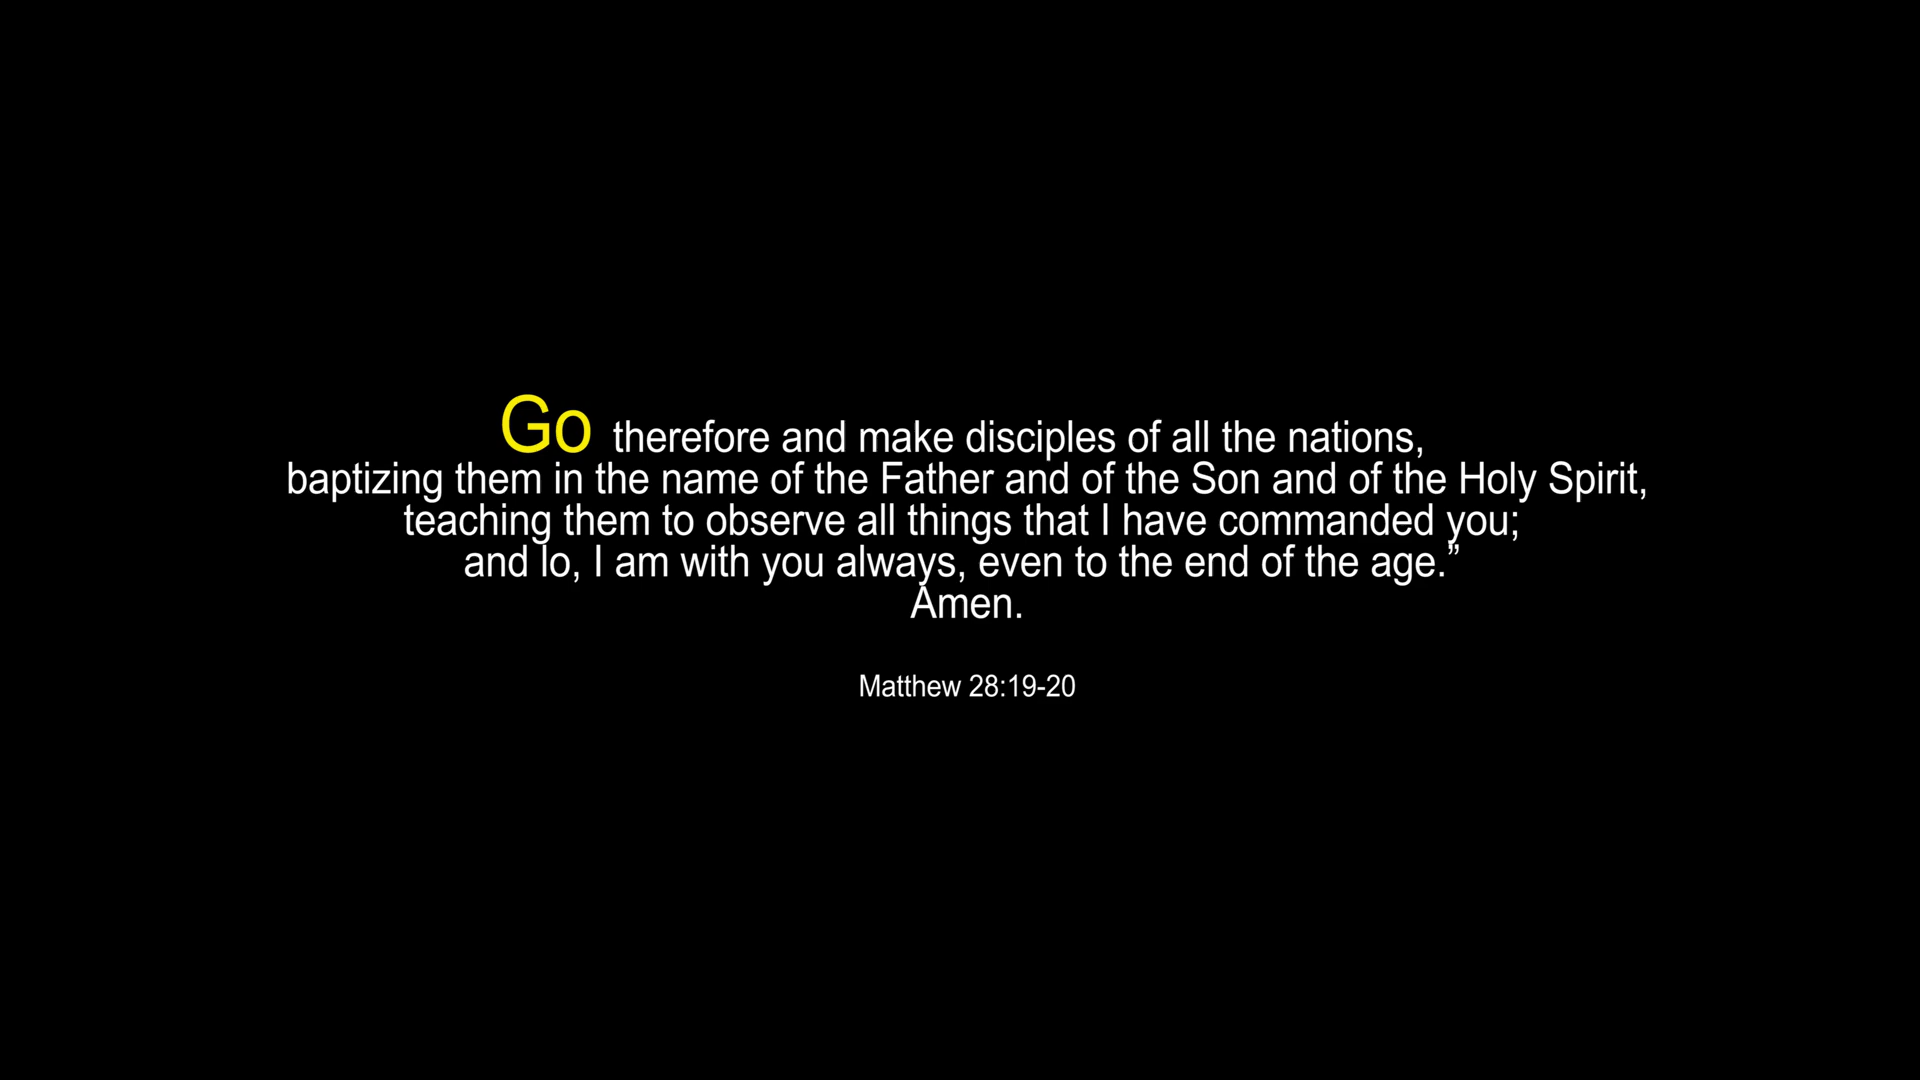 Go therefore and make disciples of all the nations,
baptizing them in the name of the Father and of the Son and of the Holy Spirit,
teaching them to observe all things that I have commanded you;
and lo, I am with you always, even to the end of the age.”
Amen.
Matthew 28:19-20